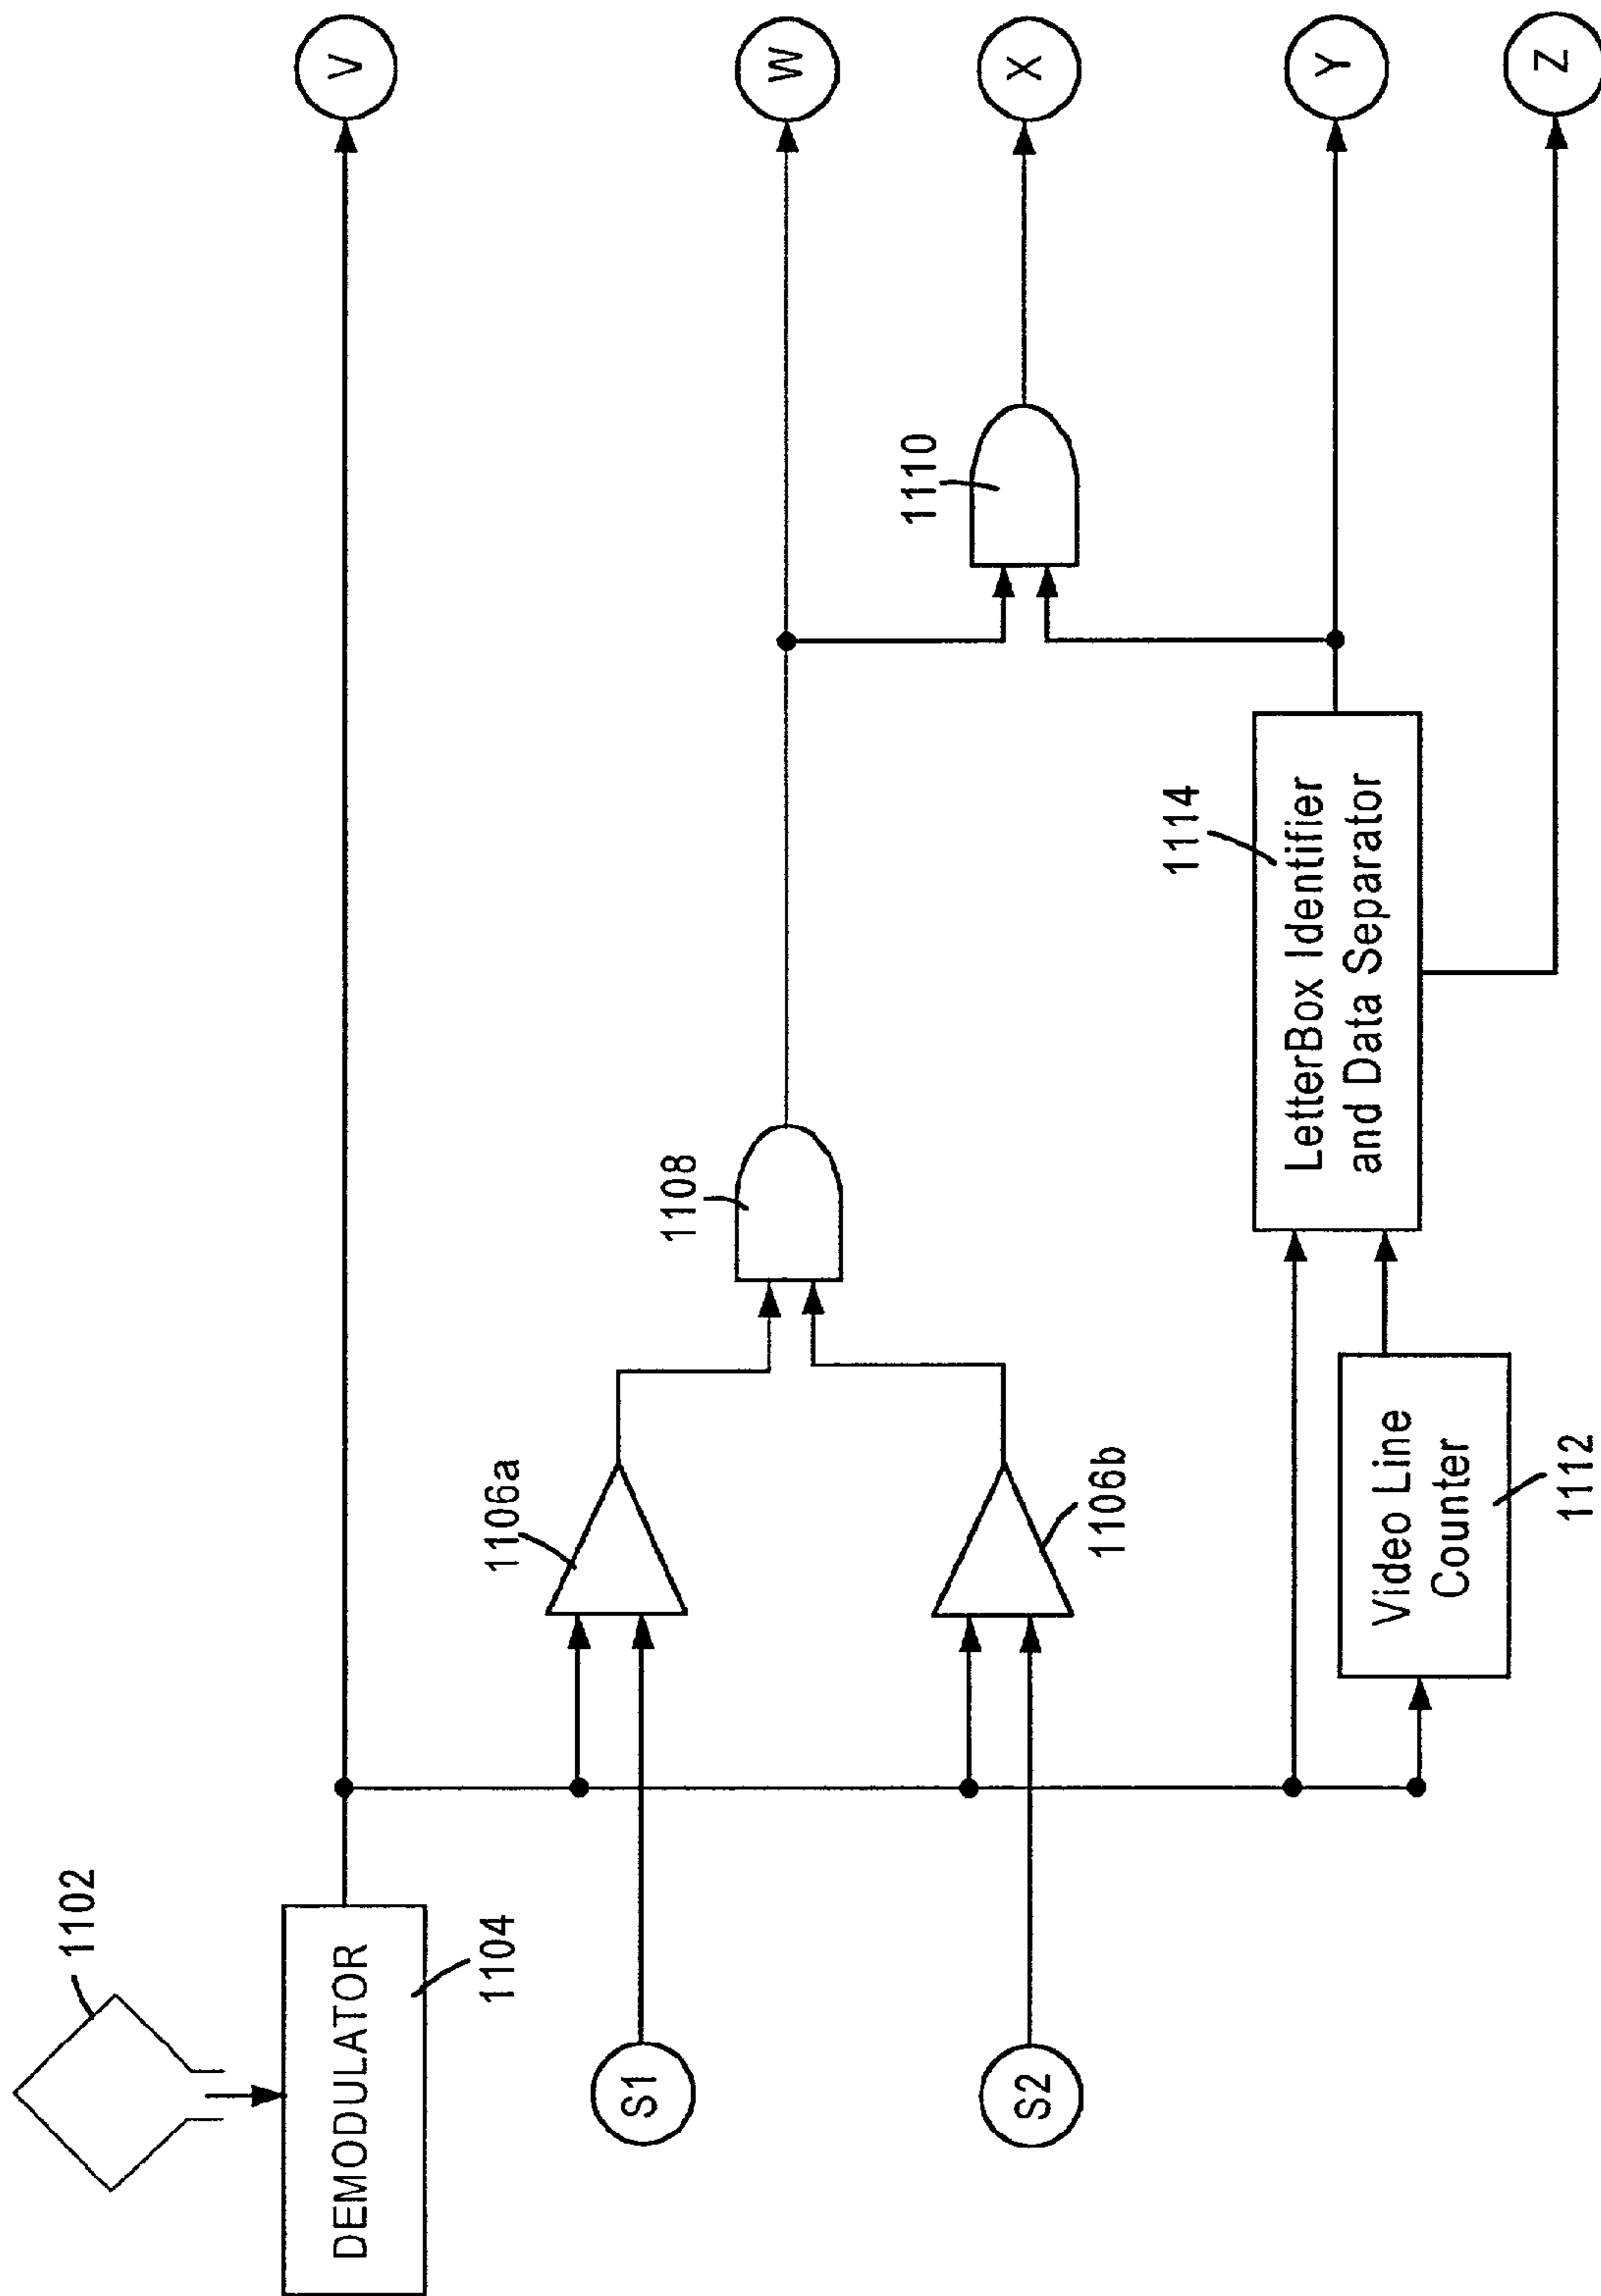 1102
DEMODULATOR
1104
V
S1
1106a
1108
W
S2
1106b
1110
X
1114
LetterBox Identifier
and Data Separator
Y
Video Line
Counter
1112
Z